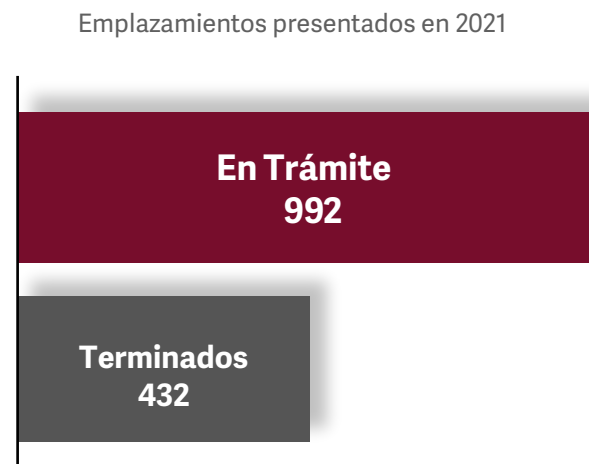 Emplazamientos presentados en 2021
En Trámite
992
Terminados
432